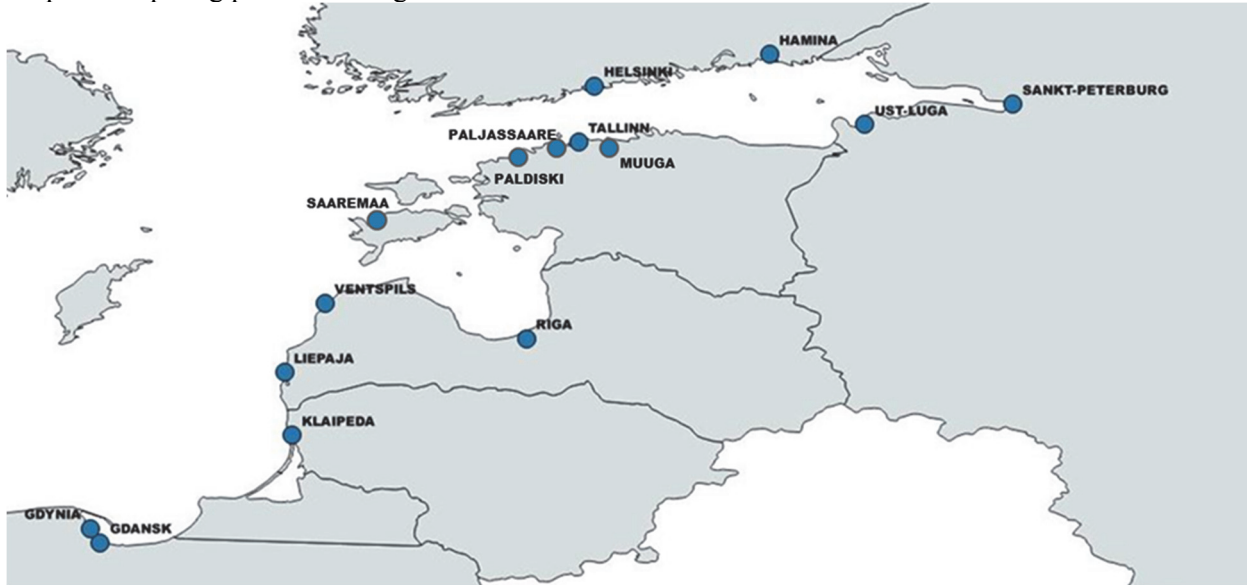 HAMINA
HELSINKI
SANKT-PETERBURG
UST-LUGA
TALLINN
PALJASSAARE
MUUGA
PALDISKI
SAAREMAA
VENTSPILS
RIGA
LIEPAJA
KLAIPEDA
GDYNIA
GDANSK